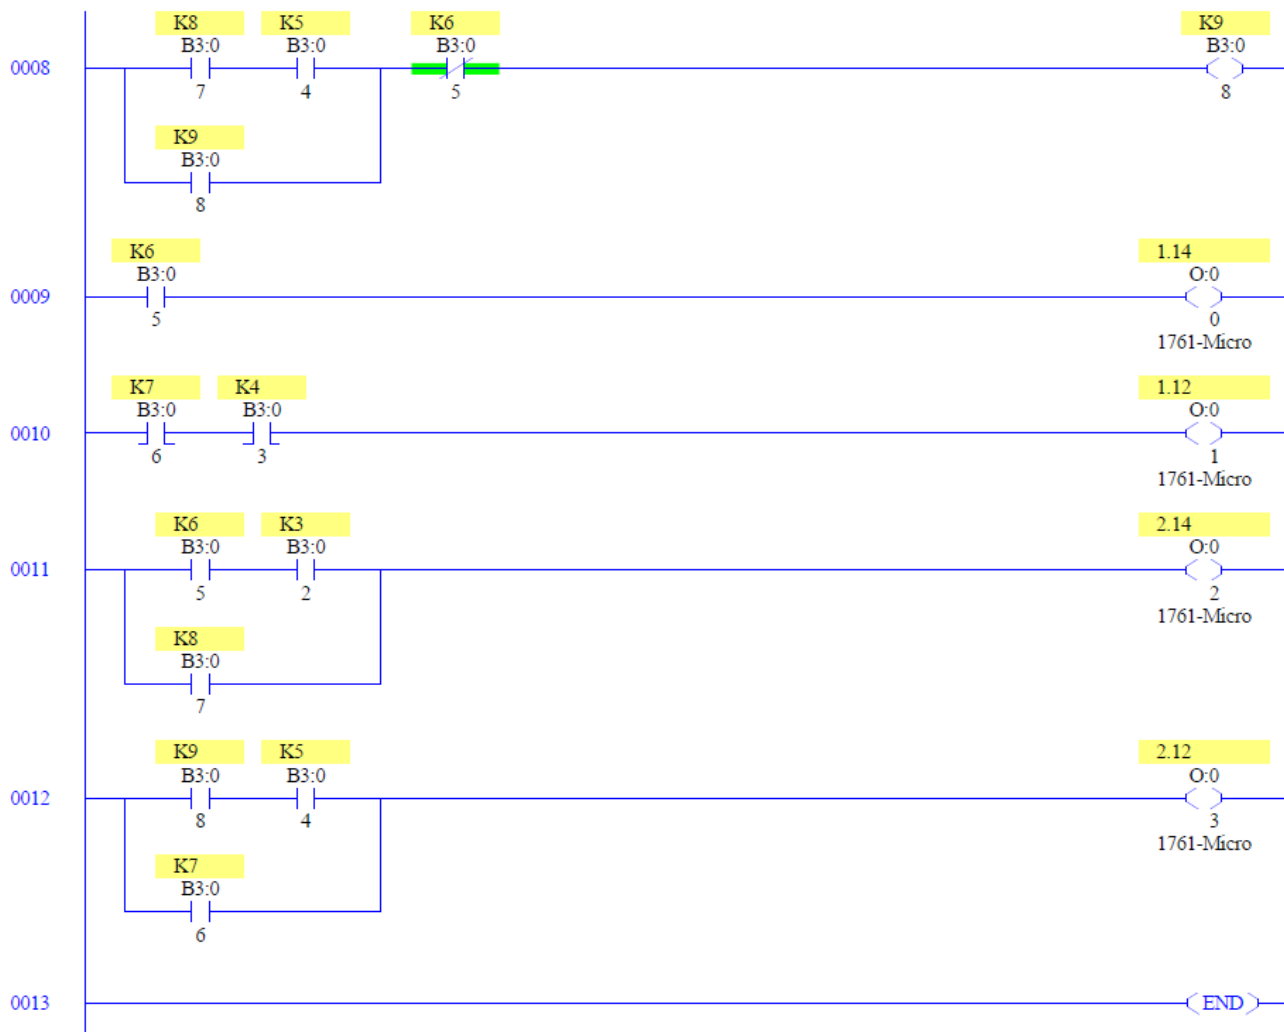 K8 K5 K6 K9
B3:0 B3:0 B3:0 B3:0
0008
7 4 5 8
K9
B3:0
8
K6 1.14
B3:0 O:0
0009
5 0
1761-Micro
K7 K4 1.12
B3:0 B3:0 O:0
0010
6 3 1
1761-Micro
K6 K3 2.14
B3:0 B3:0 O:0
0011
5 2 2
1761-Micro
K8
B3:0
7
K9 K5 2.12
B3:0 B3:0 O:0
0012
8 4 3
1761-Micro
K7
B3:0
6
0013 END